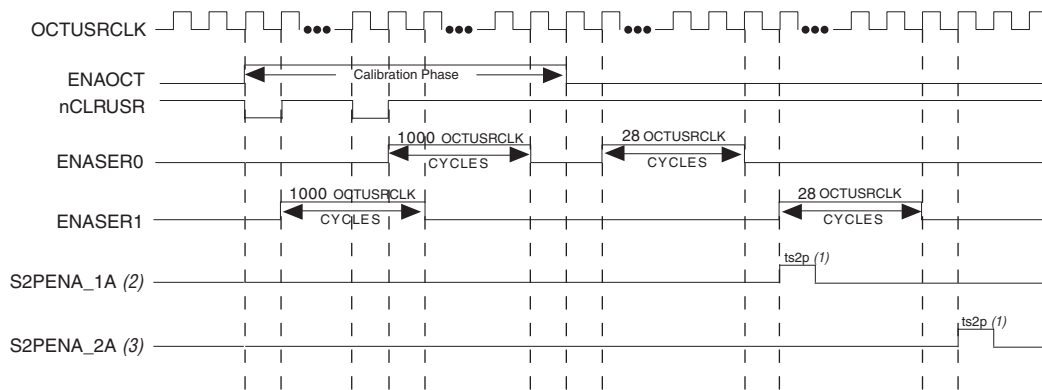 OCTUSRCLK
ENAOCT
Calibration Phase
nCLRUSR
ENASER0
1000 OCTUSRCLK
CYCLES
28 OCTUSRCLK
CYCLES
ENASER1
1000 OCTUSRCLK
CYCLES
28 OCTUSRCLK
CYCLES
S2PENA_1A (2)
ts2p (1)
S2PENA_2A (3)
ts2p (1)